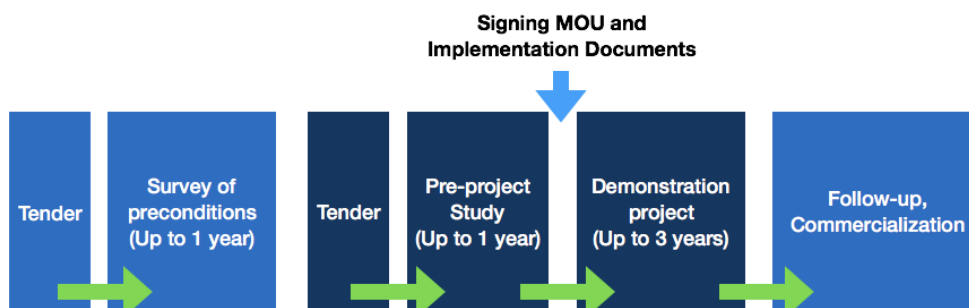 Signing MOU and
Implementation Documents
Tender
Survey of
preconditions
(Up to 1 year)
Tender
Pre-project
Study
(Up to 1 year)
Demonstration
project
(Up to 3 years)
Follow-up,
Commercialization